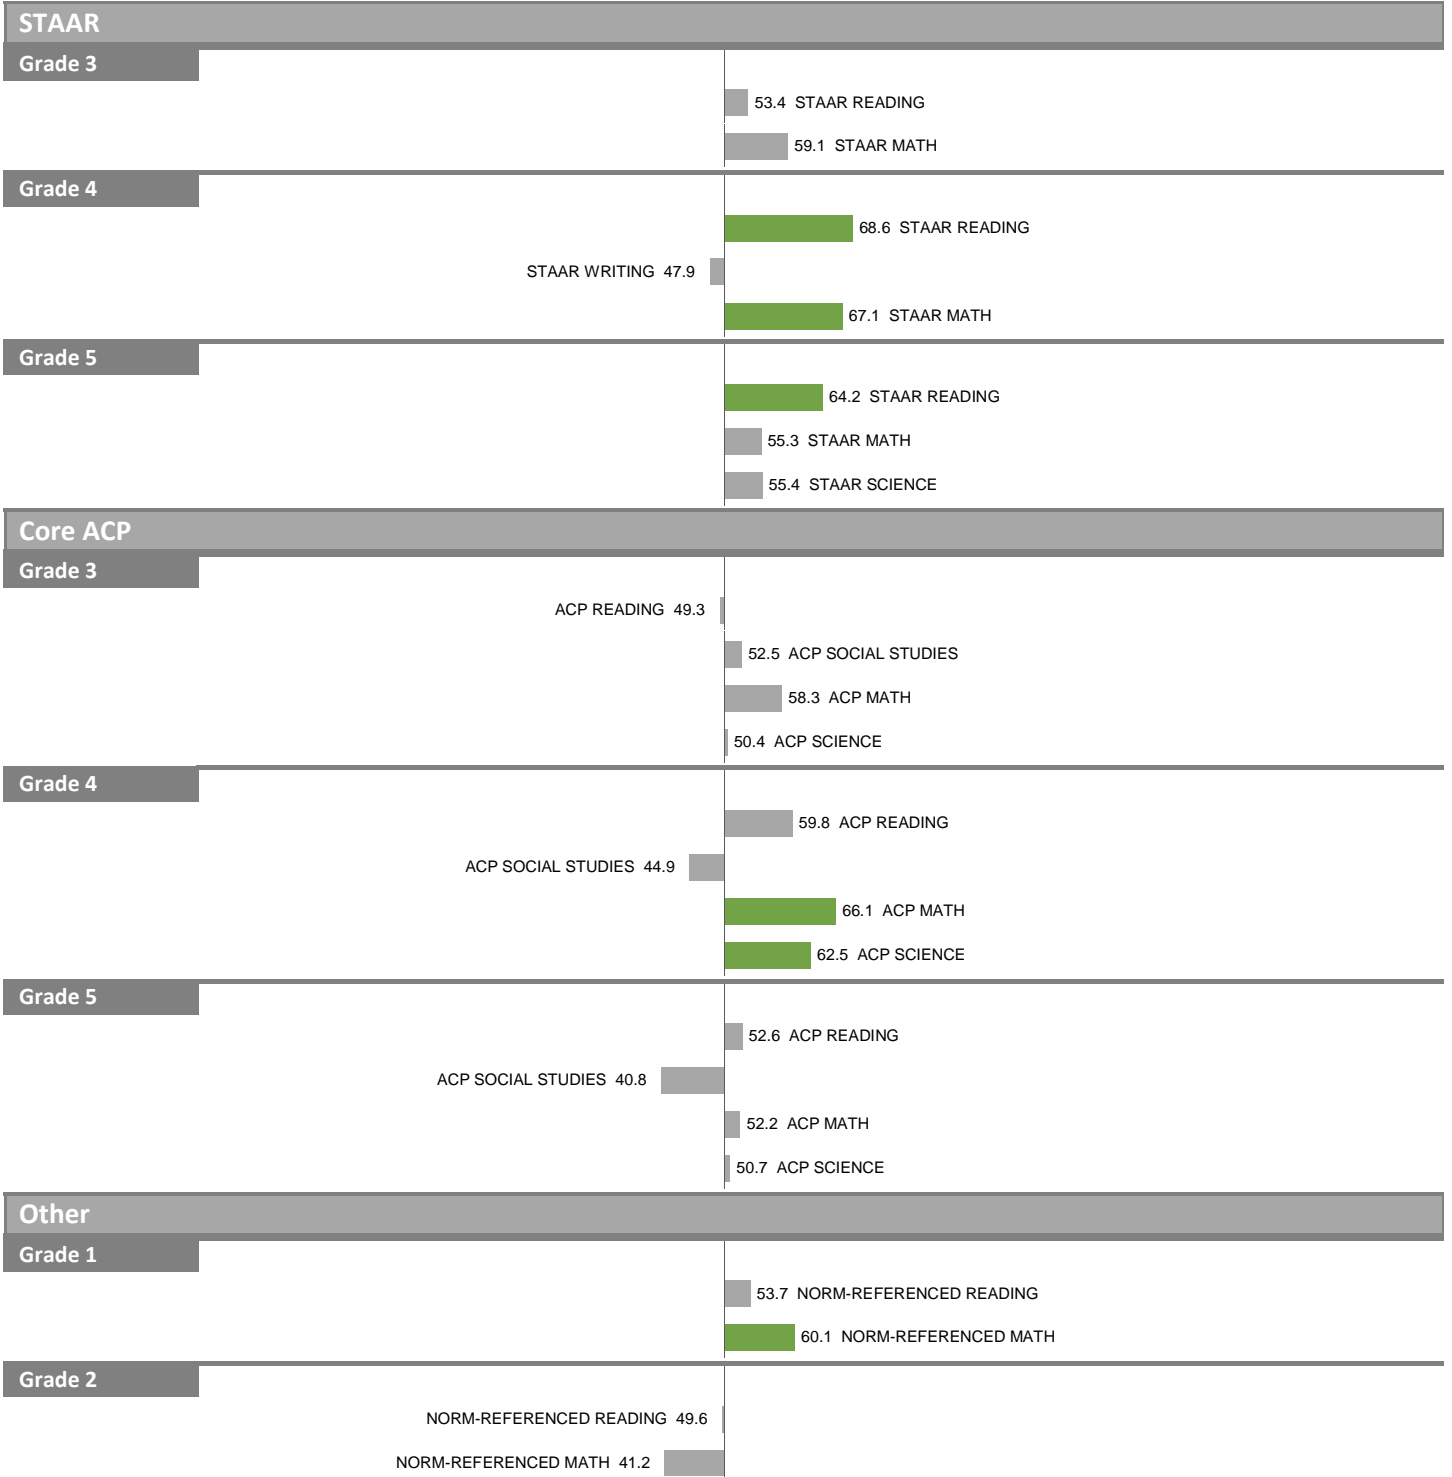 STAAR
Grade 3
53.4 STAAR READING
59.1 STAAR MATH
Grade 4
68.6 STAAR READING
STAAR WRITING 47.9
67.1 STAAR MATH
Grade 5
64.2 STAAR READING
55.3 STAAR MATH
55.4 STAAR SCIENCE
Core ACP
Grade 3
ACP READING 49.3
52.5 ACP SOCIAL STUDIES
58.3 ACP MATH
50.4 ACP SCIENCE
Grade 4
59.8 ACP READING
ACP SOCIAL STUDIES 44.9
66.1 ACP MATH
62.5 ACP SCIENCE
Grade 5
52.6 ACP READING
ACP SOCIAL STUDIES 40.8
52.2 ACP MATH
50.7 ACP SCIENCE
Other
Grade 1
53.7 NORM-REFERENCED READING
60.1 NORM-REFERENCED MATH
Grade 2
NORM-REFERENCED READING 49.6
NORM-REFERENCED MATH 41.2